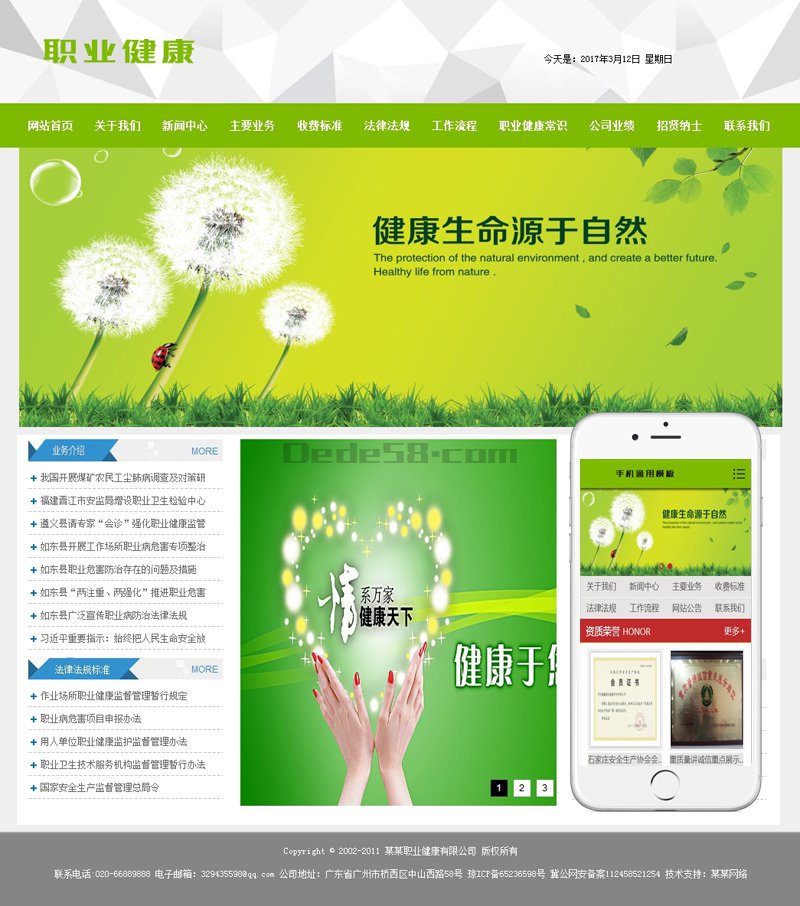 职业健康
今天是：2017年3月12日 星期日
网站首页 关于我们 新闻中心 主要业务 收费标准 法律法规 工作流程 职业健康常识 公司业绩 招贤纳士 联系我们
健康生命源于自然
The protection of the natural environment , and create a better future.
Healthy life from nature .
业务介绍 MORE
我国开展煤矿农民工尘肺病调查及对策研
福建晋江市安监局增设职业卫生检验中心
遵义县请专家“会诊”强化职业健康监管
如东县开展工作场所职业病危害专项整治
如东县职业危害防治存在的问题及措施
如东县“两注重、两强化”推进职业危害
如东县广泛宣传职业病防治法律法规
习近平重要指示：始终把人民生命安全放
法律法规标准 MORE
作业场所职业健康监督管理暂行规定
职业病危害项目申报办法
用人单位职业健康监护监督管理办法
职业卫生技术服务机构监督管理暂行办法
国家安全生产监督管理总局令
Dede58.com
情系万家
健康天下
健康于您
1 2 3
手机通用模板
健康生命源于自然
关于我们 新闻中心 主要业务 收费标准
法律法规 工作流程 网站公告 联系我们
资质荣誉 HONOR 更多+
会员证书
石家庄安全生产协会会.. 重质量讲诚信重点展示..
Copyright © 2002-2011 某某职业健康有限公司 版权所有
联系电话:020-66889888 电子邮箱：329435598@qq.com 公司地址：广东省广州市桥西区中山西路58号 琼ICP备65236598号 冀公网安备案112458521254 技术支持：某某网络